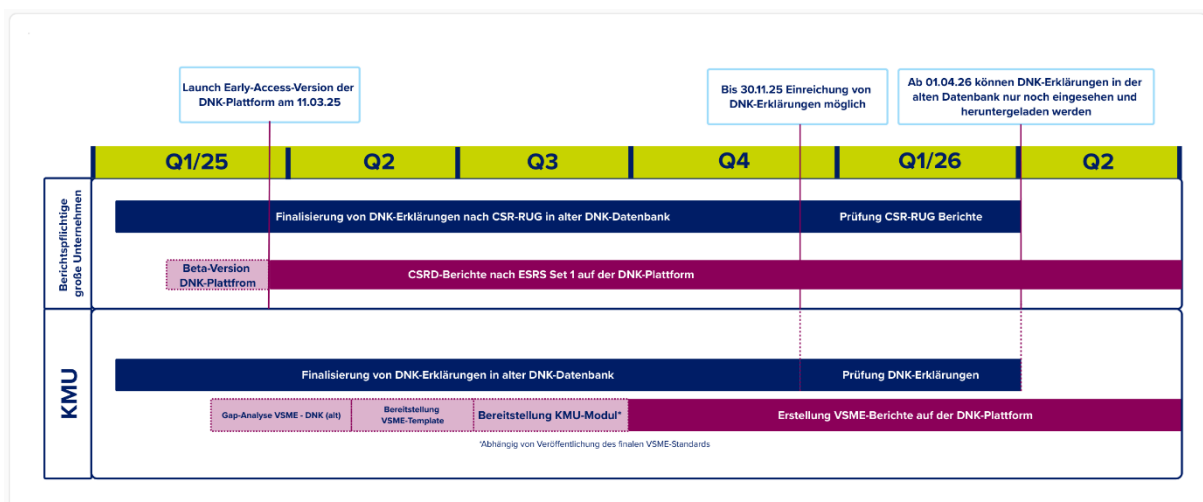 Launch Early-Access-Version der
DNK-Plattform am 11.03.25
Bis 30.11.25 Einreichung von
DNK-Erklärungen möglich
Ab 01.04.26 können DNK-Erklärungen in der
alten Datenbank nur noch eingesehen und
heruntergeladen werden
Q1/25
Q2
Q3
Q4
Q1/26
Q2
Berichtspflichtige
große Unternehmen
Finalisierung von DNK-Erklärungen nach CSR-RUG in alter DNK-Datenbank
Prüfung CSR-RUG Berichte
Beta-Version
DNK-Plattfrom
CSRD-Berichte nach ESRS Set 1 auf der DNK-Plattform
KMU
Finalisierung von DNK-Erklärungen in alter DNK-Datenbank
Prüfung DNK-Erklärungen
Gap-Analyse VSME - DNK (alt)
Bereitstellung
VSME-Template
Bereitstellung KMU-Modul*
Erstellung VSME-Berichte auf der DNK-Plattform
*Abhängig von Veröffentlichung des finalen VSME-Standards